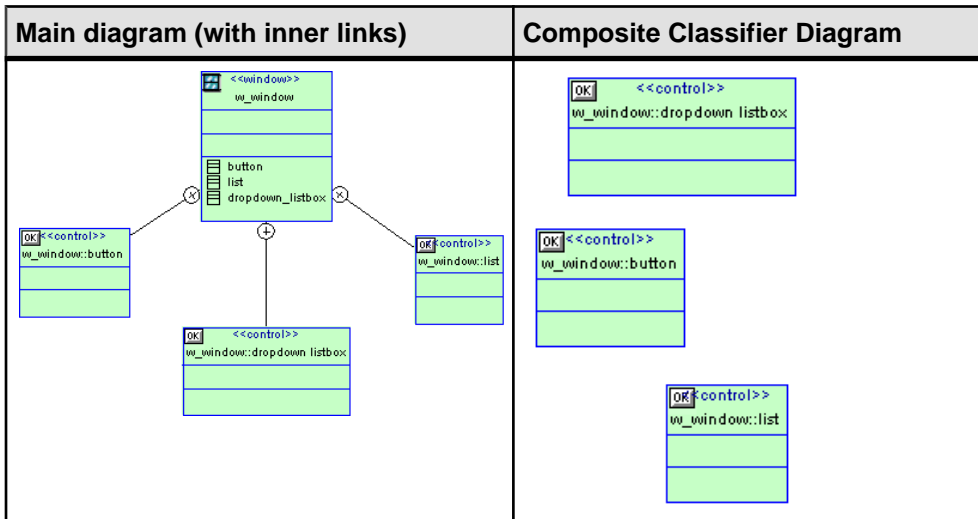 Main diagram (with inner links)
Composite Classifier Diagram
<<window>>
w_window
button
list
dropdown_listbox
OK <<control>>
w_window::button
OK <<control>>
w_window::list
OK <<control>>
w_window::dropdown listbox
OK <<control>>
w_window::dropdown listbox
OK <<control>>
w_window::button
OK <<control>>
w_window::list